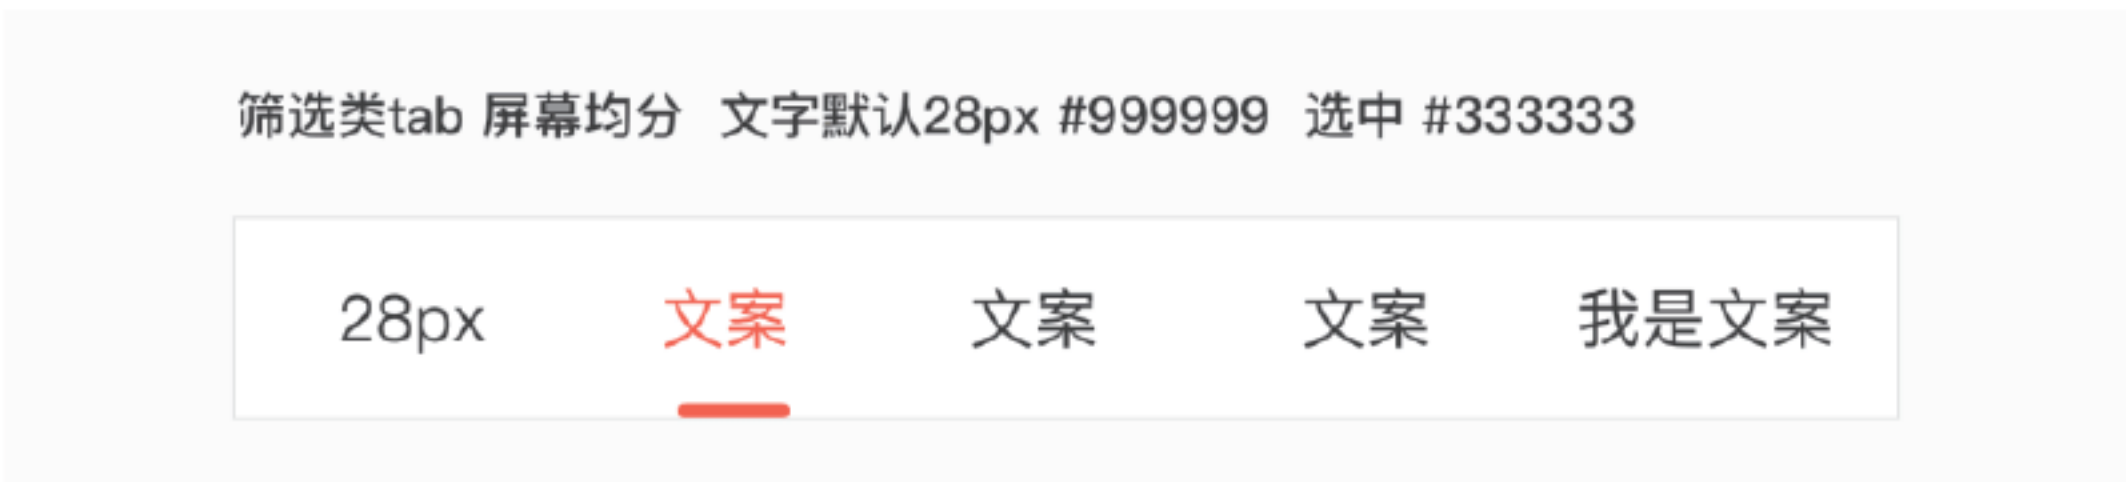 筛选类tab 屏幕均分 文字默认28px #999999 选中 #333333
28px 文案 文案 文案 我是文案